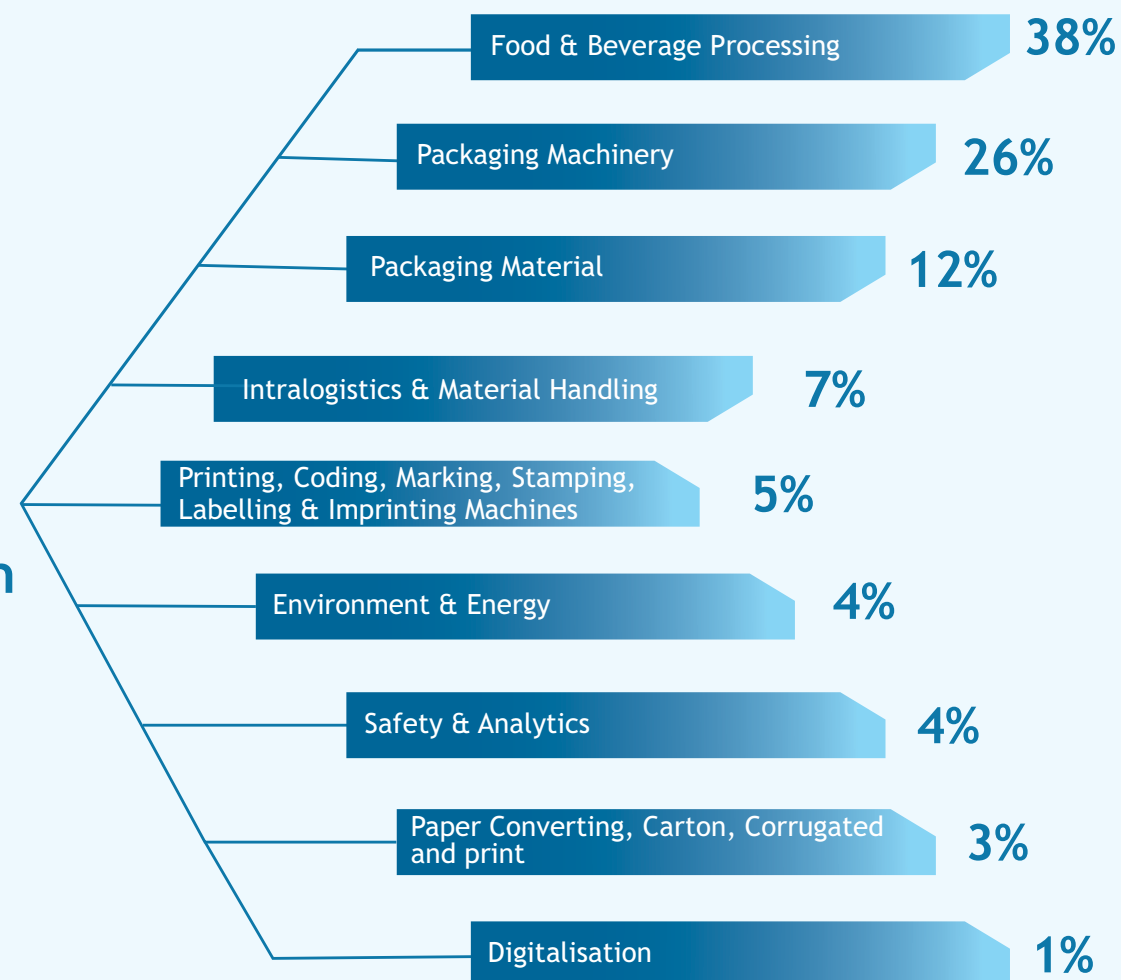 Food & Beverage Processing 38%
Packaging Machinery 26%
Packaging Material 12%
Intralogistics & Material Handling 7%
Printing, Coding, Marking, Stamping,
Labelling & Imprinting Machines 5%
Environment & Energy 4%
Safety & Analytics 4%
Paper Converting, Carton, Corrugated
and print 3%
Digitalisation 1%